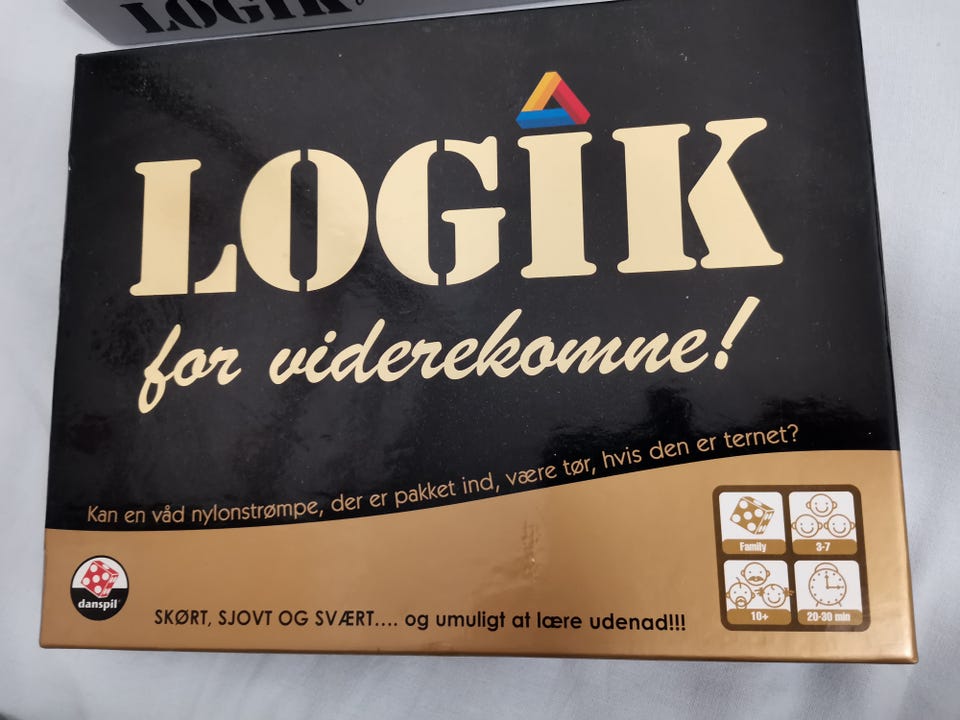 LOGIK
LOGIK
for viderekomne!
Kan en våd nylonstrømpe, der er pakket ind, være tør, hvis den er ternet?
Family
3-7
danspil
SKØRT, SJOVT OG SVÆRT.... og umuligt at lære udenad!!!
10+
20-30 min